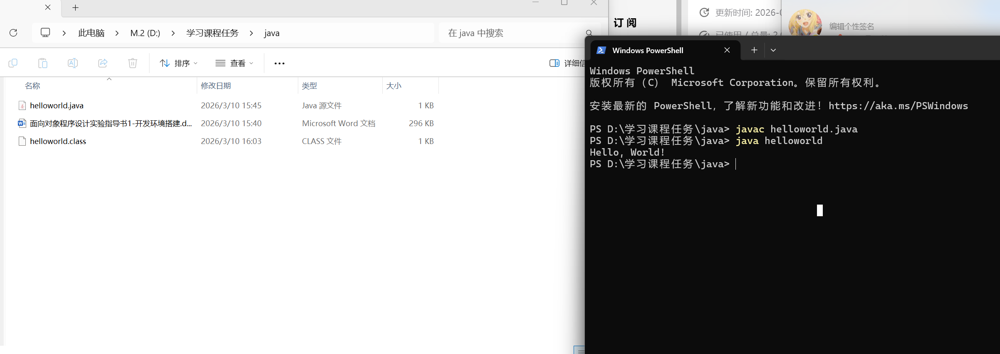 此电脑 > M.2 (D:) > 学习课程任务 > java
在 java 中搜索
排序
查看
详细信
名称 修改日期 类型 大小
helloworld.java 2026/3/10 15:45 Java 源文件 1 KB
面向对象程序设计实验指导书1-开发环境搭建.d... 2026/3/10 15:40 Microsoft Word 文档 296 KB
helloworld.class 2026/3/10 16:03 CLASS 文件 1 KB
订 阅
更新时间: 2026-0
已使用 / 总量: 2
编辑个性签名
Windows PowerShell
Windows PowerShell
版权所有（C） Microsoft Corporation。保留所有权利。
安装最新的 PowerShell，了解新功能和改进！https://aka.ms/PSWindows
PS D:\学习课程任务\java> javac helloworld.java
PS D:\学习课程任务\java> java helloworld
Hello, World!
PS D:\学习课程任务\java>